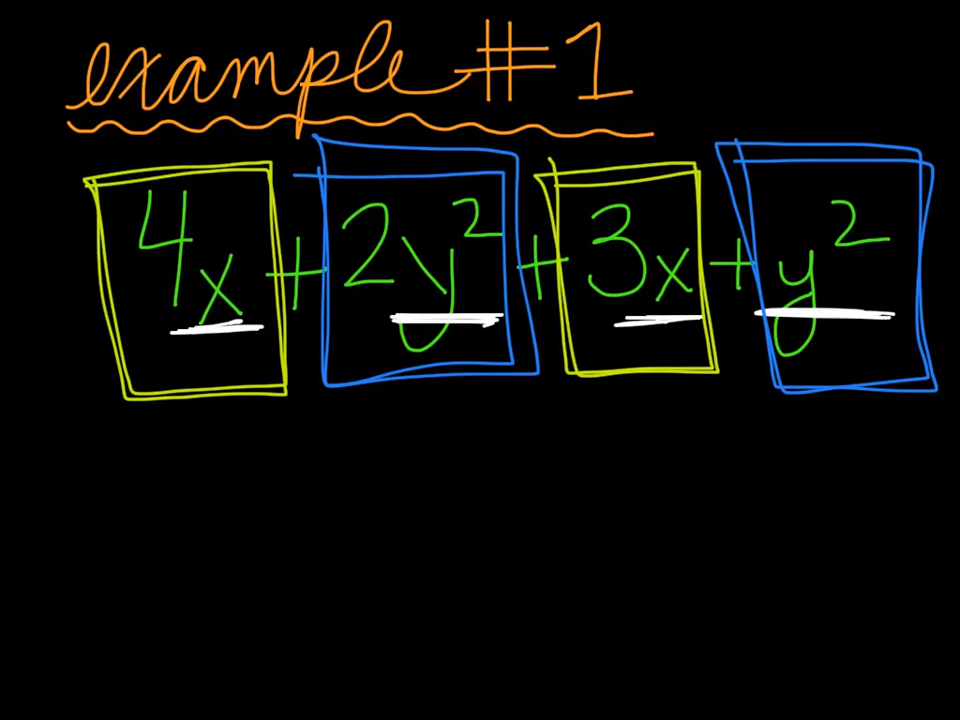 example #1
4x + 2y² + 3x + y²